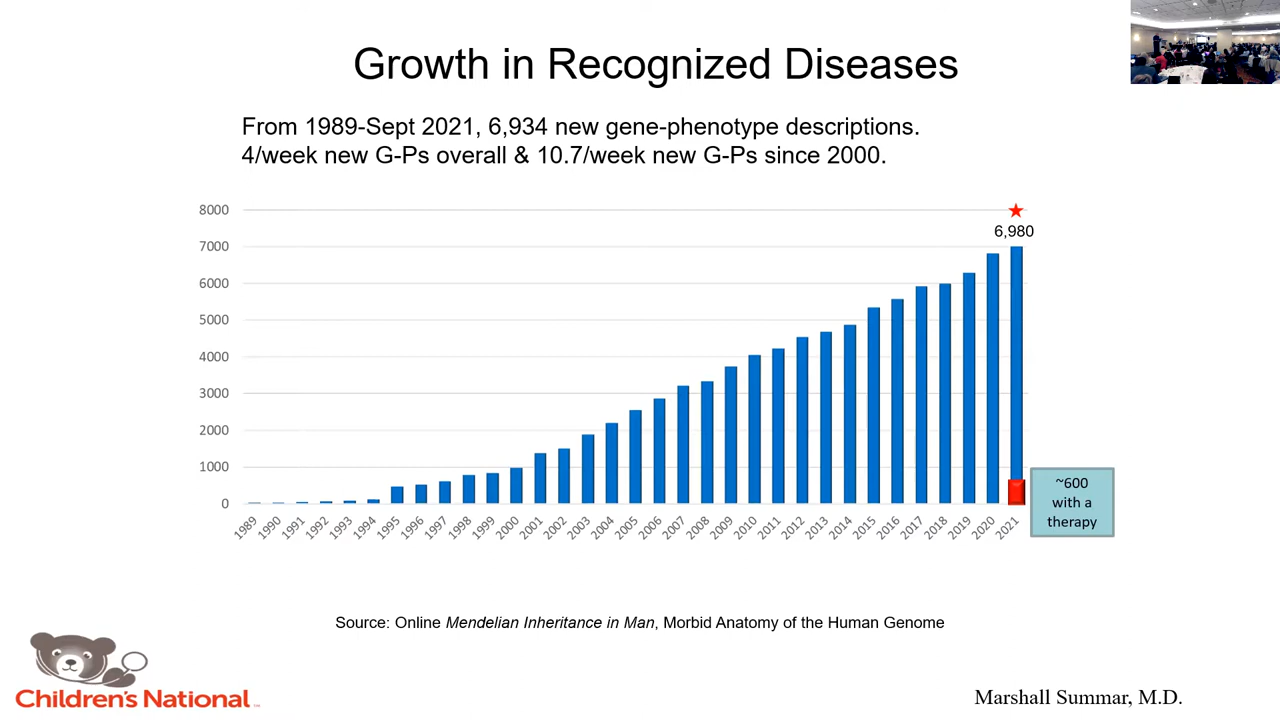 Growth in Recognized Diseases
From 1989-Sept 2021, 6,934 new gene-phenotype descriptions.
4/week new G-Ps overall & 10.7/week new G-Ps since 2000.
8000
7000
6000
5000
4000
3000
2000
1000
0
6,980
1989 1990 1991 1992 1993 1994 1995 1996 1997 1998 1999 2000 2001 2002 2003 2004 2005 2006 2007 2008 2009 2010 2011 2012 2013 2014 2015 2016 2017 2018 2019 2020 2021
~600
with a
therapy
Source: Online Mendelian Inheritance in Man, Morbid Anatomy of the Human Genome
Children's National™
Marshall Summar, M.D.